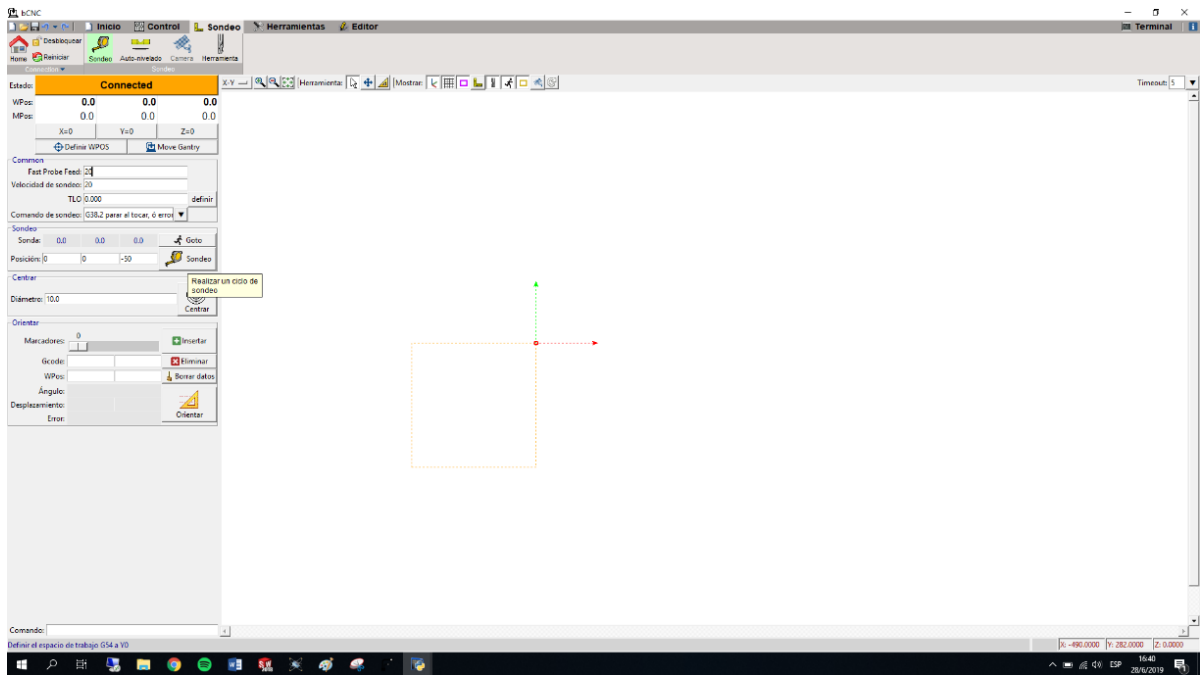 bCNC
Inicio Control Sondeo Herramientas Editor Terminal
Home Desbloquear Reiniciar Sondeo Auto-nivelado Camera Herramienta
Connection Sondeo
Estado: Connected X-Y Herramienta: Mostrar: Timeout: 5
WPos: 0.0 0.0 0.0
MPos: 0.0 0.0 0.0
X=0 Y=0 Z=0
Definir WPOS Move Gantry
Common
Fast Probe Feed: 20
Velocidad de sondeo: 20
TLO 0.000 definir
Comando de sondeo: G38.2 parar al tocar, ó error
Sondeo
Sonda: 0.0 0.0 0.0 Goto
Posición: 0 0 -50 Sondeo
Realizar un ciclo de
sondeo
Centrar
Diámetro: 10.0
Centrar
Orientar
Marcadores: 0 Insertar
Gcode: Eliminar
WPos: Borrar datos
Ángulo:
Desplazamiento: Orientar
Error:
Comando:
Definir el espacio de trabajo G54 a Y0 X: -490.0000 Y: 282.0000 Z: 0.0000
ESP 16:40
28/6/2019